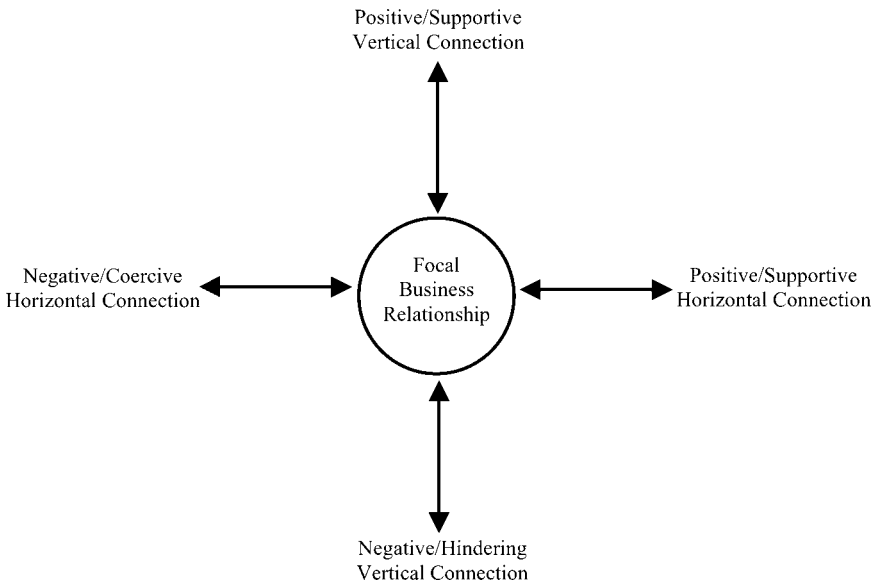 Positive/Supportive
Vertical Connection
Negative/Coercive
Horizontal Connection
Focal
Business
Relationship
Positive/Supportive
Horizontal Connection
Negative/Hindering
Vertical Connection